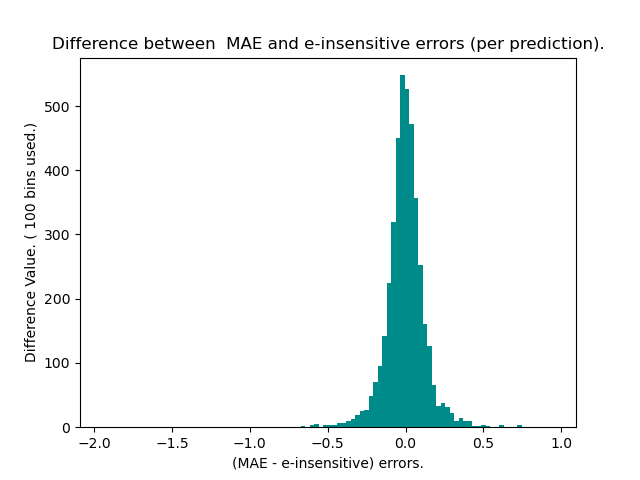 Difference between  MAE and e-insensitive errors (per prediction).
Difference Value. ( 100 bins used.)
500
400
300
200
100
0
−2.0 −1.5 −1.0 −0.5 0.0 0.5 1.0
(MAE - e-insensitive) errors.